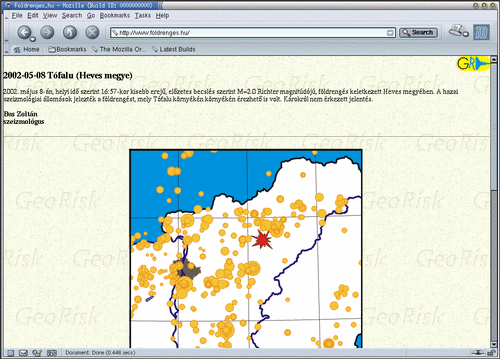 Foldrenges.hu - Mozilla {Build ID: 0000000000}
File Edit View Search Go Bookmarks Tasks Help
http://www.foldrenges.hu/
Search
Home Bookmarks The Mozilla Or... Latest Builds
GR
2002-05-08 Tófalu (Heves megye)
2002. május 8-án, helyi idő szerint 16:57-kor kisebb erejű, előzetes becslés szerint M=2.0 Richter magnitúdójú, földrengés keletkezett Heves megyében. A hazai
szeizmológiai állomások jelezték a földrengést, mely Tófalu környékén környékén érezhető is volt. Károkról nem érkezett jelentés.
Bus Zoltán
szeizmológus
GeoRisk
Document: Done (0.446 secs)